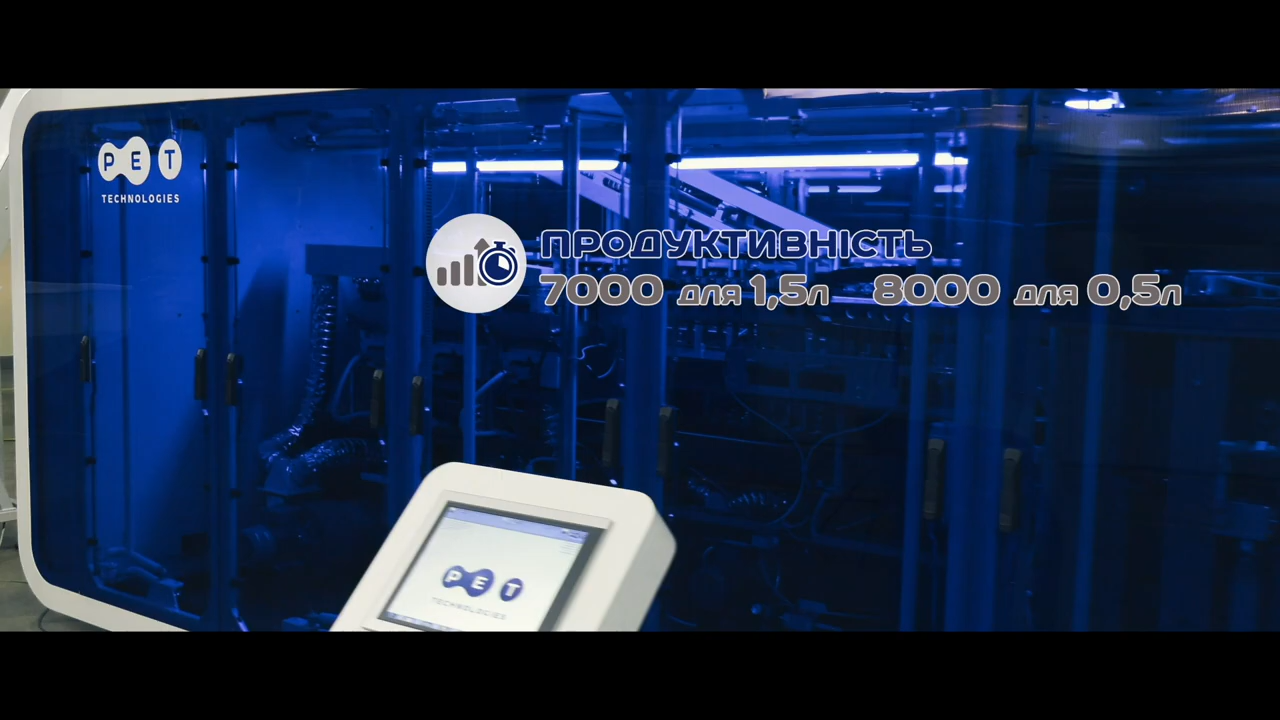 PET
TECHNOLOGIES
ПРОДУКТИВНІСТЬ
7000 для 1,5л 8000 для 0,5л
PET
TECHNOLOGIES